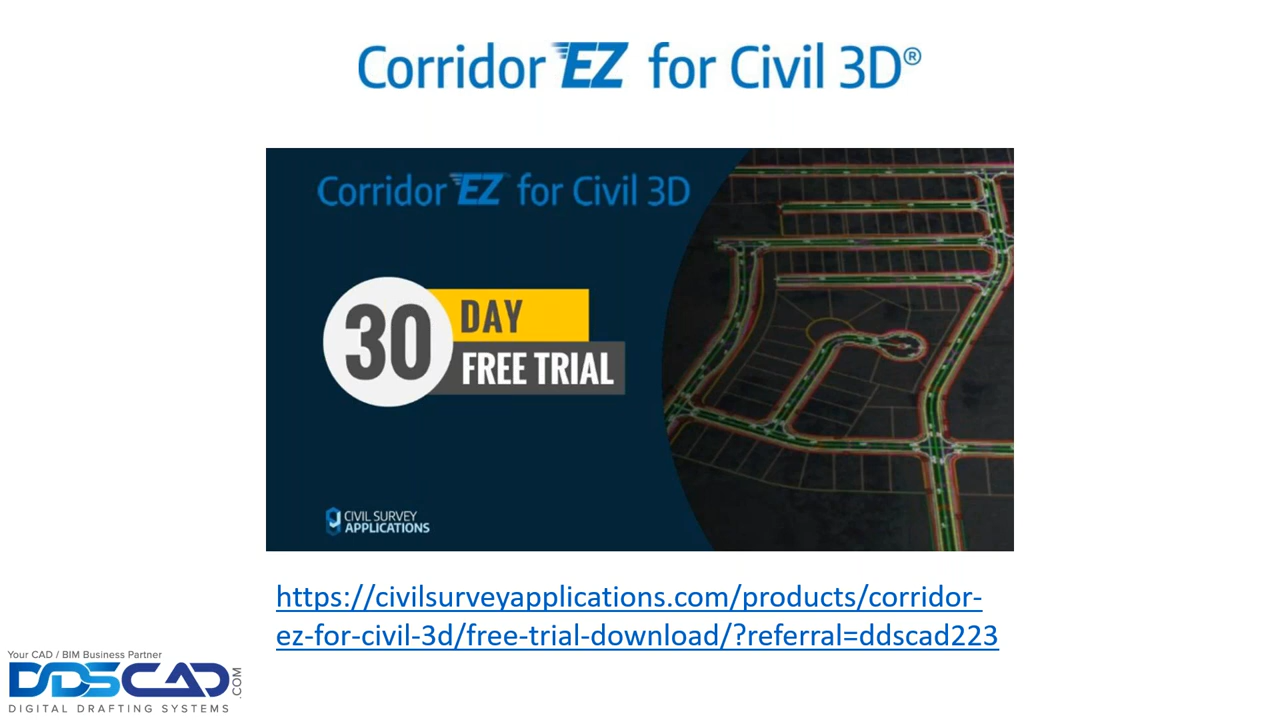 Corridor EZ for Civil 3D®
Corridor EZ for Civil 3D
30
DAY
FREE TRIAL
CIVIL SURVEY
APPLICATIONS
https://civilsurveyapplications.com/products/corridor-
ez-for-civil-3d/free-trial-download/?referral=ddscad223
Your CAD / BIM Business Partner
DDSCAD.COM
DIGITAL DRAFTING SYSTEMS